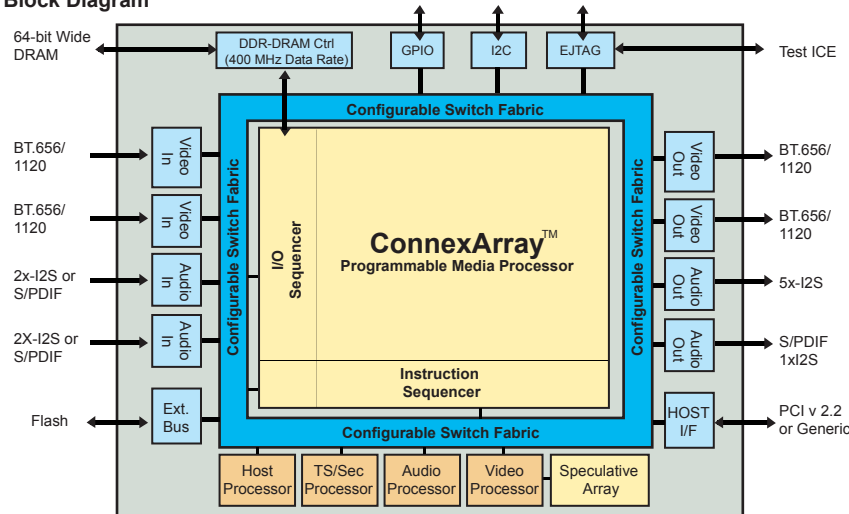 Block Diagram
64-bit Wide
DRAM
DDR-DRAM Ctrl
(400 MHz Data Rate)
GPIO
I2C
EJTAG
Test ICE
Configurable Switch Fabric
BT.656/
1120
Video
In
BT.656/
1120
Video
In
2x-I2S or
S/PDIF
Audio
In
2X-I2S or
S/PDIF
Audio
In
Flash
Ext.
Bus
Configurable Switch Fabric
I/O
Sequencer
ConnexArray™
Programmable Media Processor
Instruction
Sequencer
Configurable Switch Fabric
Video
Out
BT.656/
1120
Video
Out
BT.656/
1120
Audio
Out
5x-I2S
Audio
Out
S/PDIF
1xI2S
HOST
I/F
PCI v 2.2
or Generic
Configurable Switch Fabric
Host
Processor
TS/Sec
Processor
Audio
Processor
Video
Processor
Speculative
Array